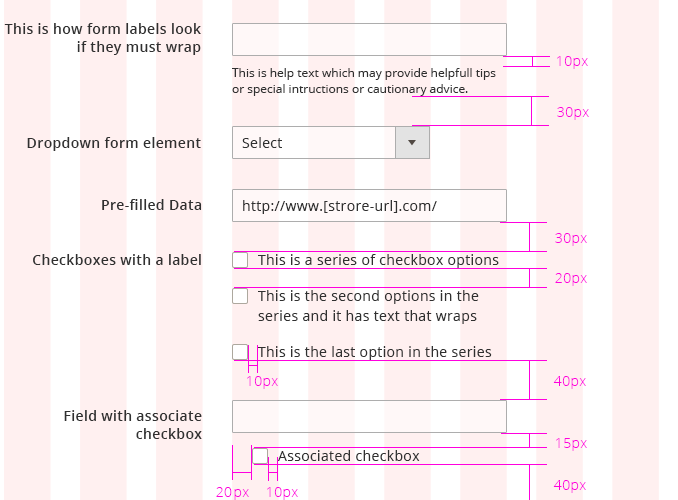 This is how form labels look
if they must wrap
10px
This is help text which may provide helpfull tips
or special intructions or cautionary advice.
30px
Dropdown form element
Select
Pre-filled Data
http://www.[strore-url].com/
30px
Checkboxes with a label
This is a series of checkbox options
20px
This is the second options in the
series and it has text that wraps
This is the last option in the series
10px
40px
Field with associate
checkbox
15px
Associated checkbox
20px
10px
40px